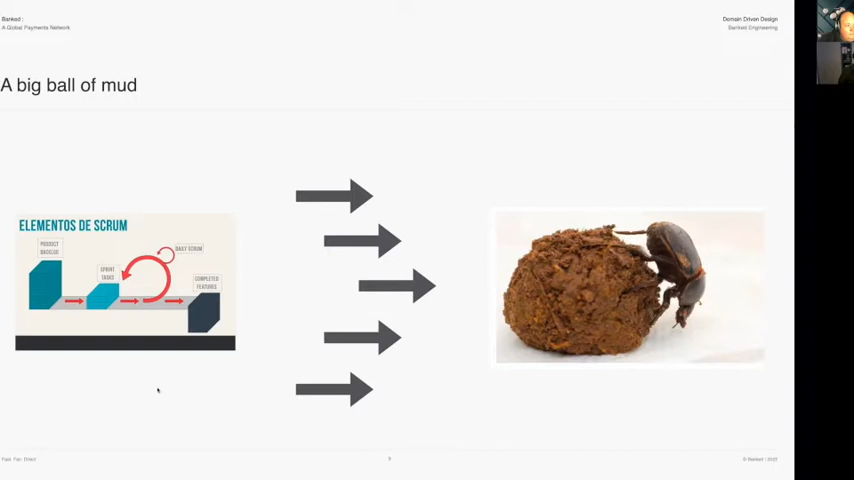 Banked :
A Global Payments Network
Domain Driven Design
Banked Engineering
A big ball of mud
ELEMENTOS DE SCRUM
PRODUCT
BACKLOG
SPRINT
TASKS
DAILY SCRUM
COMPLETED
FEATURES
Fast. Fair. Direct
© Banked : 2022